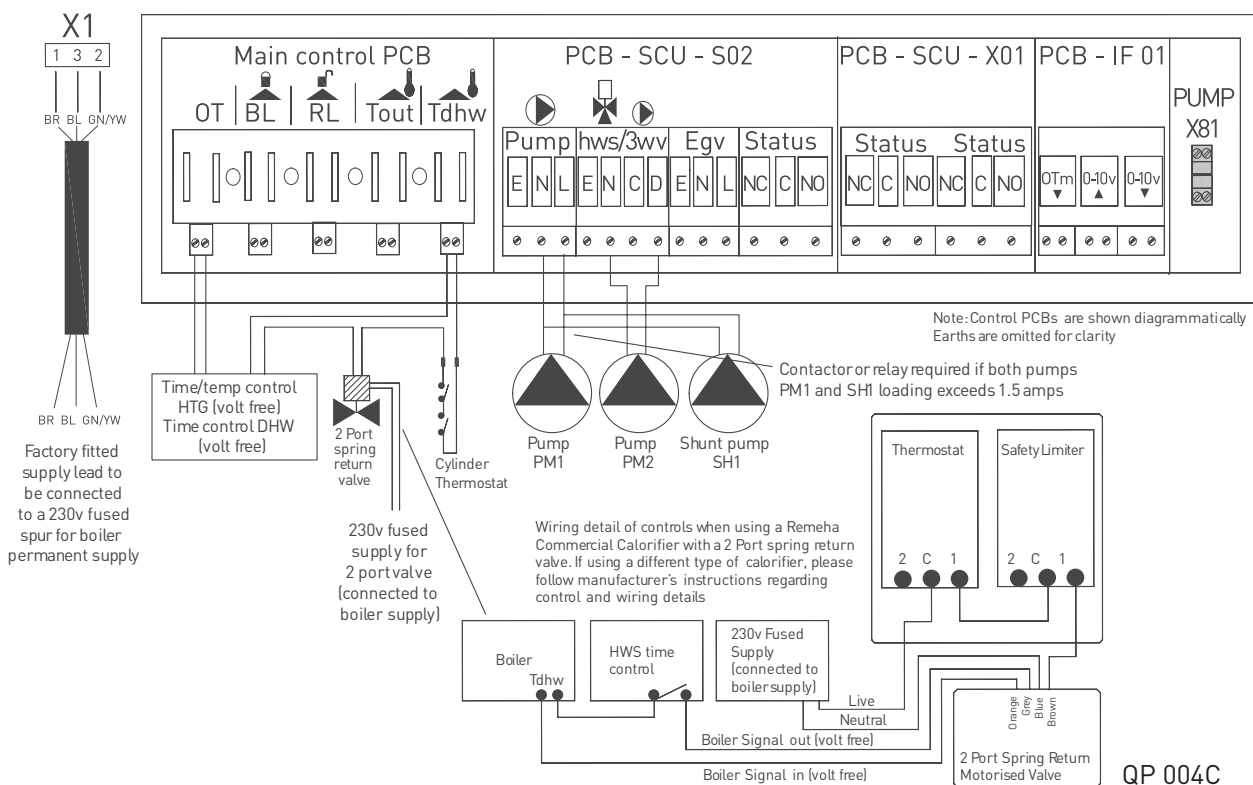 X1
1 3 2
BR BL GN/YW
BR BL GN/YW
Factory fitted
supply lead to
be connected
to a 230v fused
spur for boiler
permanent supply
Main control PCB
OT BL RL Tout Tdhw
PCB - SCU - S02
Pump hws/3wv Egv Status
E N L E N C D E N L NC C NO
PCB - SCU - X01
Status Status
NC C NO NC C NO
PCB - IF 01
OTm 0-10v 0-10v
PUMP
X81
Note: Control PCBs are shown diagrammatically
Earths are omitted for clarity
Contactor or relay required if both pumps
PM1 and SH1 loading exceeds 1.5 amps
Time/temp control
HTG (volt free)
Time control DHW
(volt free)
2 Port
spring
return
valve
Cylinder
Thermostat
Pump
PM1
Pump
PM2
Shunt pump
SH1
230v fused
supply for
2 port valve
(connected to
boiler supply)
Wiring detail of controls when using a Remeha
Commercial Calorifier with a 2 Port spring return
valve. If using a different type of calorifier, please
follow manufacturer's instructions regarding
control and wiring details
Thermostat
2 C 1
Safety Limiter
2 C 1
Boiler
Tdhw
HWS time
control
230v Fused
Supply
(connected to
boiler supply)
Live
Neutral
Boiler Signal out (volt free)
Boiler Signal in (volt free)
Orange
Grey
Blue
Brown
2 Port Spring Return
Motorised Valve
QP 004C